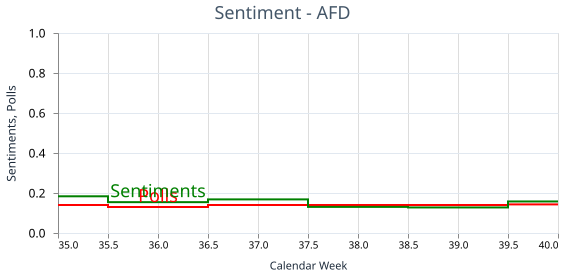 Sentiment - AFD
1.0
0.8
0.6
0.4
0.2
0.0
Sentiments, Polls
Sentiments
Polls
35.0 35.5 36.0 36.5 37.0 37.5 38.0 38.5 39.0 39.5 40.0
Calendar Week